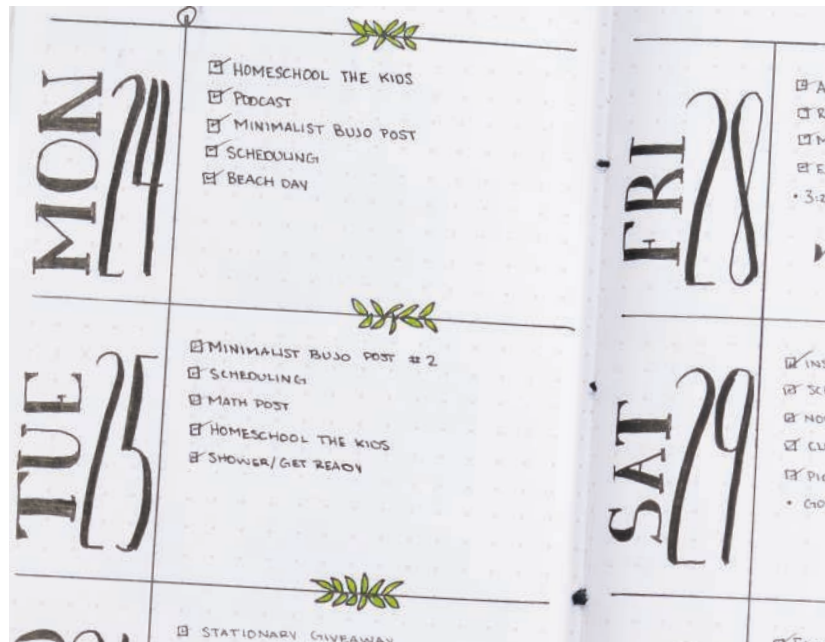 MON
24
HOMESCHOOL THE KIDS
PODCAST
MINIMALIST BUJO POST
SCHEDULING
BEACH DAY
TUE
25
MINIMALIST BUJO POST #2
SCHEDULING
MATH POST
HOMESCHOOL THE KIDS
SHOWER/GET READY
STATIONARY GIVEAWAY
FRI
28
SAT
29